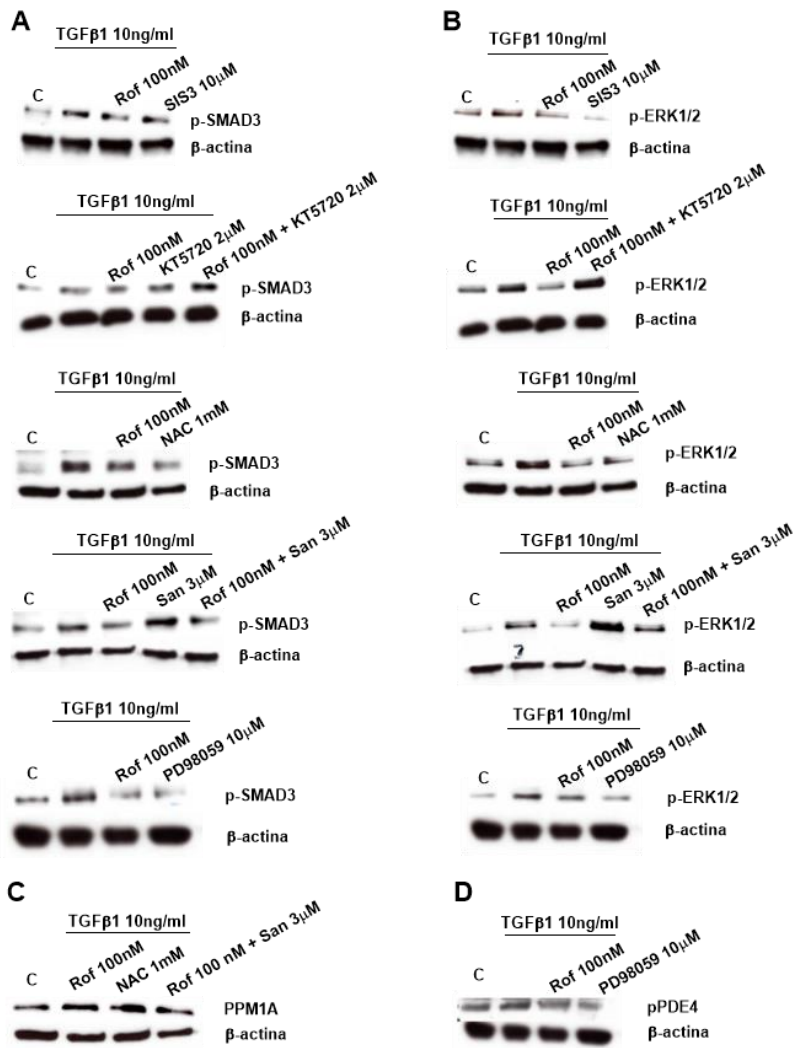 A
TGFβ1 10ng/ml
C
Rof 100nM
SIS3 10μM
p-SMAD3
β-actina
TGFβ1 10ng/ml
C
Rof 100nM
KT5720 2μM
Rof 100nM + KT5720 2μM
p-SMAD3
β-actina
TGFβ1 10ng/ml
C
Rof 100nM
NAC 1mM
p-SMAD3
β-actina
TGFβ1 10ng/ml
C
Rof 100nM
San 3μM
Rof 100nM + San 3μM
p-SMAD3
β-actina
TGFβ1 10ng/ml
C
Rof 100nM
PD98059 10μM
p-SMAD3
β-actina
B
TGFβ1 10ng/ml
C
Rof 100nM
SIS3 10μM
p-ERK1/2
β-actina
TGFβ1 10ng/ml
C
Rof 100nM
Rof 100nM + KT5720 2μM
p-ERK1/2
β-actina
TGFβ1 10ng/ml
C
Rof 100nM
NAC 1mM
p-ERK1/2
β-actina
TGFβ1 10ng/ml
C
Rof 100nM
San 3μM
Rof 100nM + San 3μM
p-ERK1/2
β-actina
TGFβ1 10ng/ml
C
Rof 100nM
PD98059 10μM
p-ERK1/2
β-actina
C
TGFβ1 10ng/ml
C
Rof 100nM
NAC 1mM
Rof 100 nM + San 3μM
PPM1A
β-actina
D
TGFβ1 10ng/ml
C
Rof 100nM
PD98059 10μM
pPDE4
β-actina